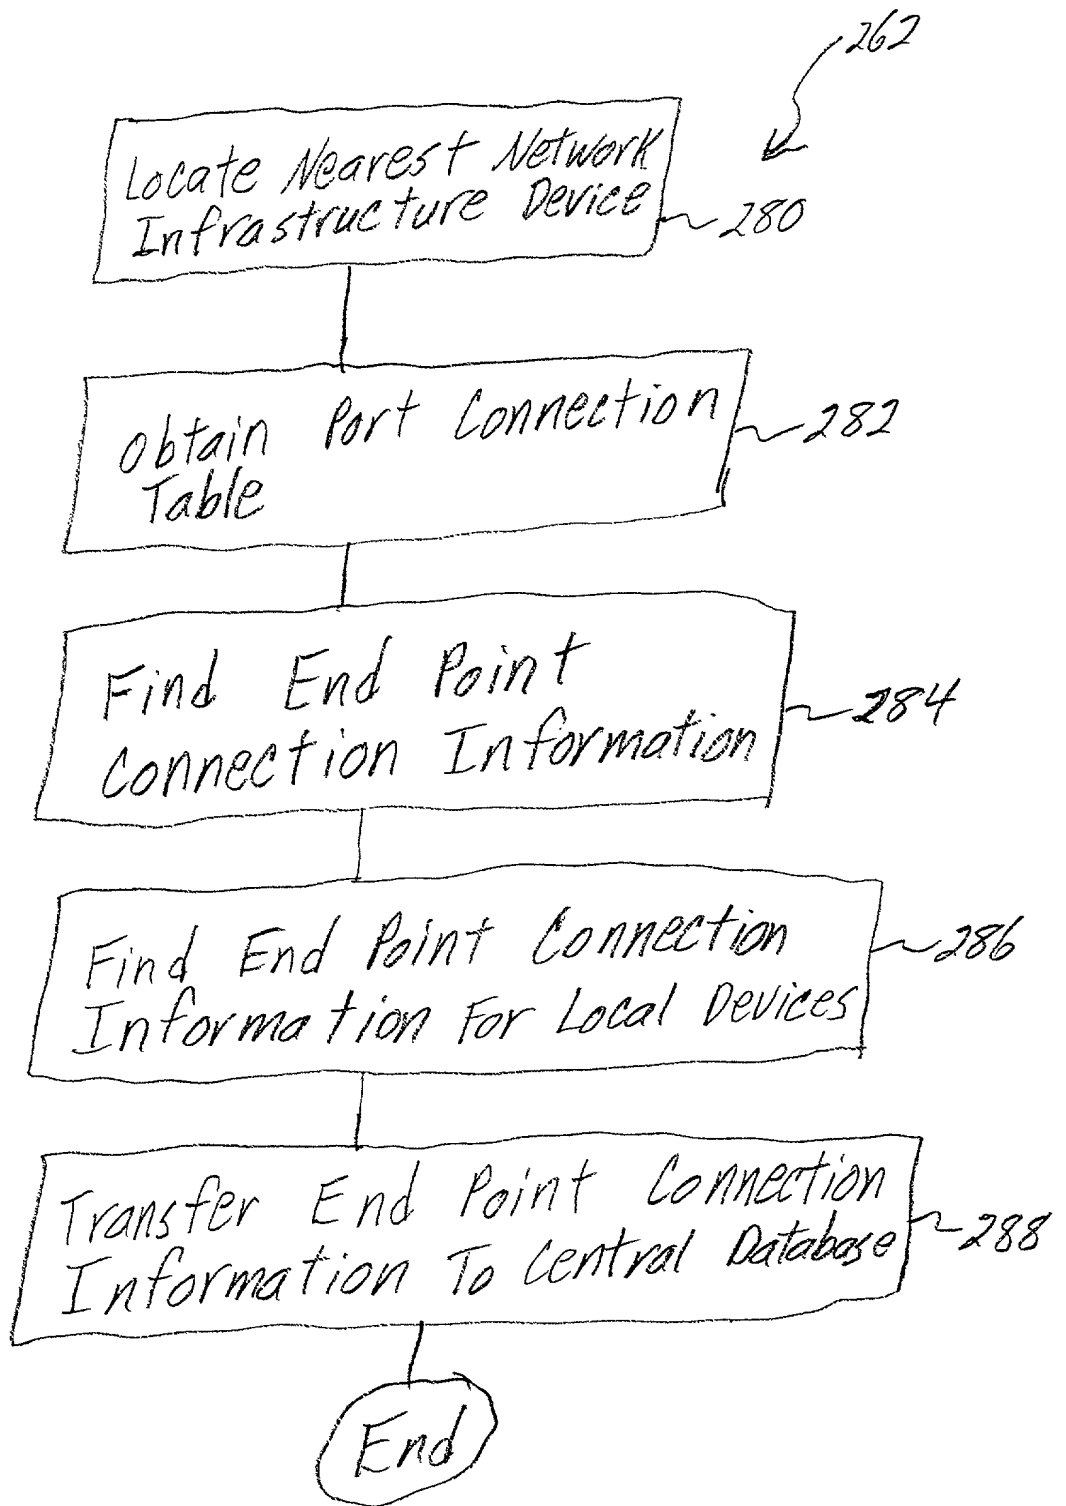 262
Locate Nearest Network
Infrastructure Device
280
Obtain Port Connection
Table
282
Find End Point
Connection Information
284
Find End Point Connection
Information For Local Devices
286
Transfer End Point Connection
Information To Central Database
288
End